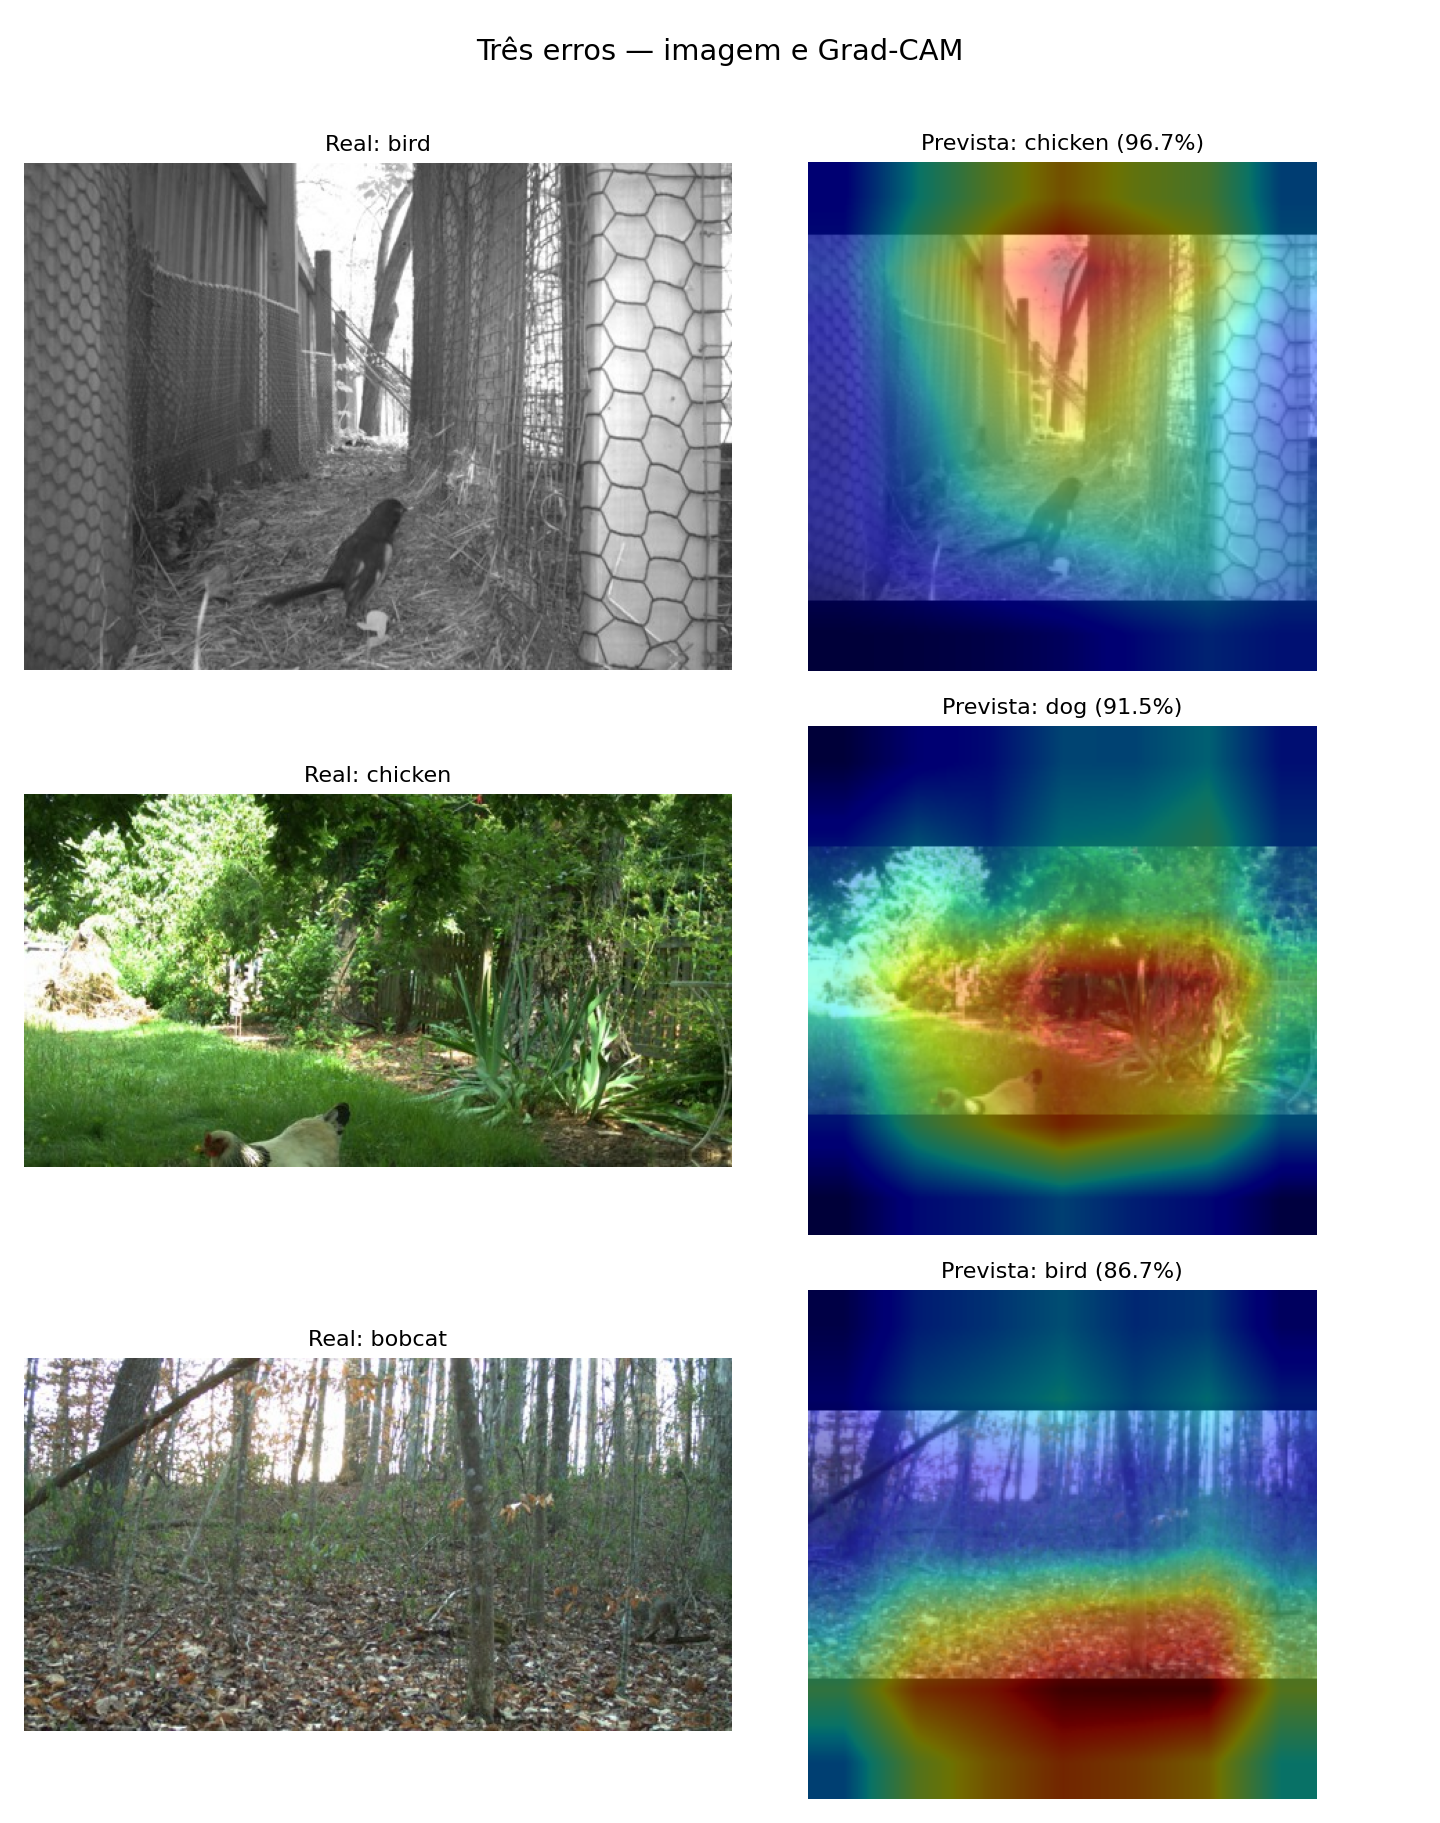 Três erros — imagem e Grad-CAM
Real: bird
Prevista: chicken (96.7%)
Real: chicken
Prevista: dog (91.5%)
Real: bobcat
Prevista: bird (86.7%)